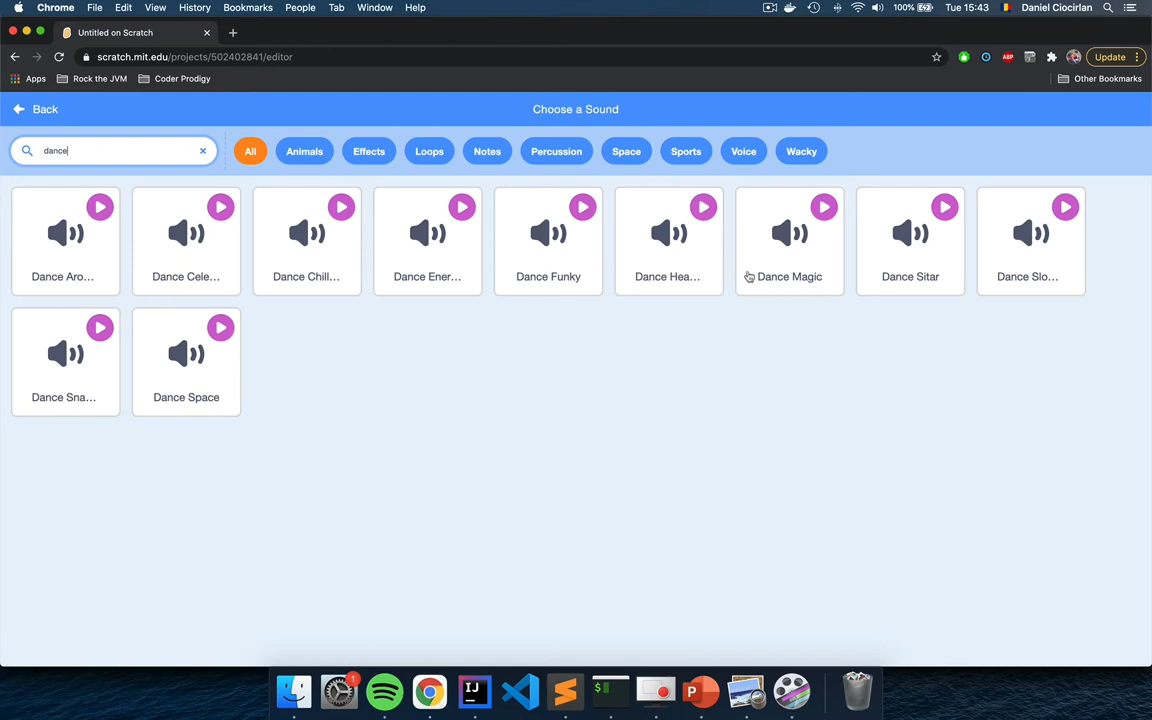 Chrome File Edit View History Bookmarks People Tab Window Help 100% Tue 15:43 Daniel Ciocirlan
Untitled on Scratch
scratch.mit.edu/projects/502402841/editor ABP Update
Apps Rock the JVM Coder Prodigy Other Bookmarks
Back Choose a Sound
dance All Animals Effects Loops Notes Percussion Space Sports Voice Wacky
Dance Aro... Dance Cele... Dance Chill... Dance Ener... Dance Funky Dance Hea... Dance Magic Dance Sitar Dance Slo...
Dance Sna... Dance Space
1
IJ $ P